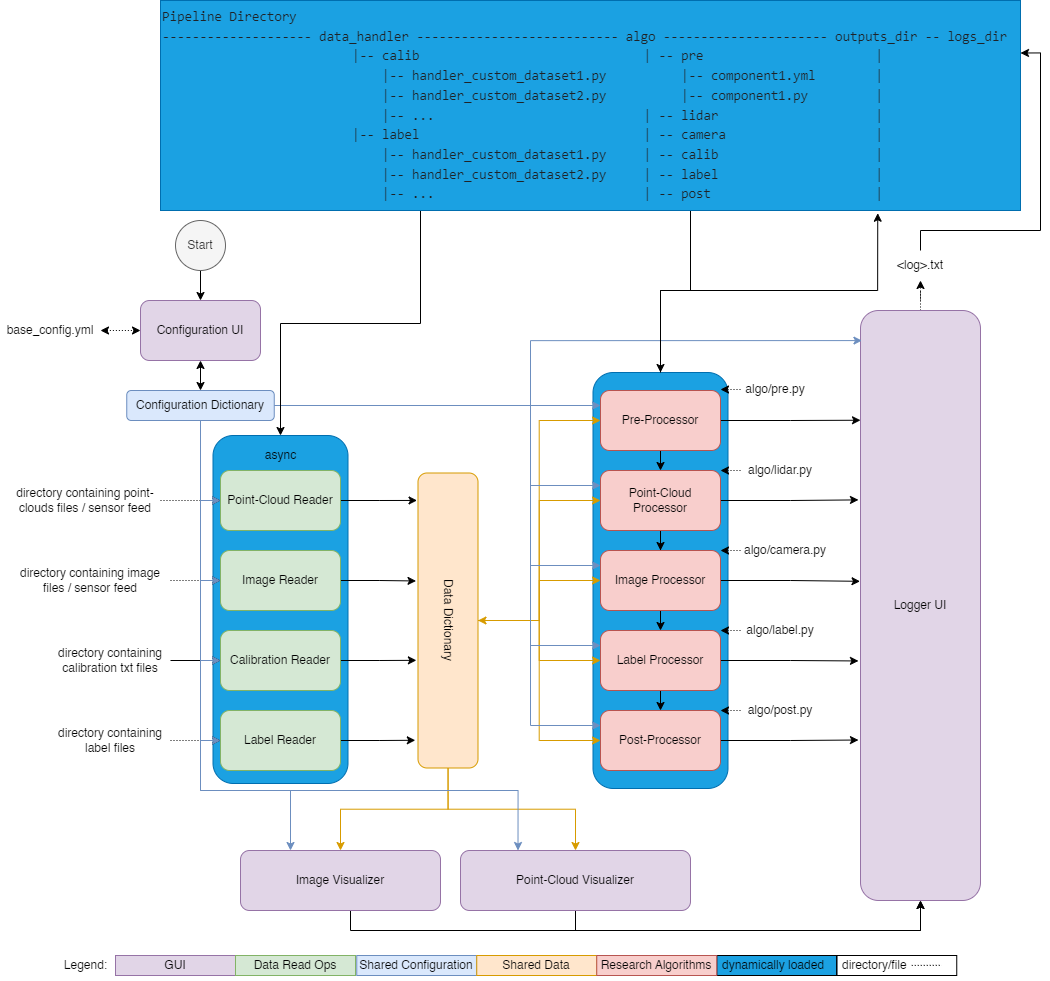 Pipeline Directory
------------------- data_handler -------------------------- algo --------------------- outputs_dir -- logs_dir
|-- calib | -- pre |
|-- handler_custom_dataset1.py |-- component1.yml |
|-- handler_custom_dataset2.py |-- component1.py |
|-- ... | -- lidar |
|-- label | -- camera |
|-- handler_custom_dataset1.py | -- calib |
|-- handler_custom_dataset2.py | -- label |
|-- ... | -- post |
Start
<log>.txt
base_config.yml
Configuration UI
Configuration Dictionary
async
directory containing point-
clouds files / sensor feed
Point-Cloud Reader
directory containing image
files / sensor feed
Image Reader
directory containing
calibration txt files
Calibration Reader
directory containing
label files
Label Reader
Data Dictionary
algo/pre.py
Pre-Processor
algo/lidar.py
Point-Cloud
Processor
algo/camera.py
Image Processor
algo/label.py
Label Processor
algo/post.py
Post-Processor
Logger UI
Image Visualizer
Point-Cloud Visualizer
Legend:
GUI
Data Read Ops
Shared Configuration
Shared Data
Research Algorithms
dynamically loaded
directory/file